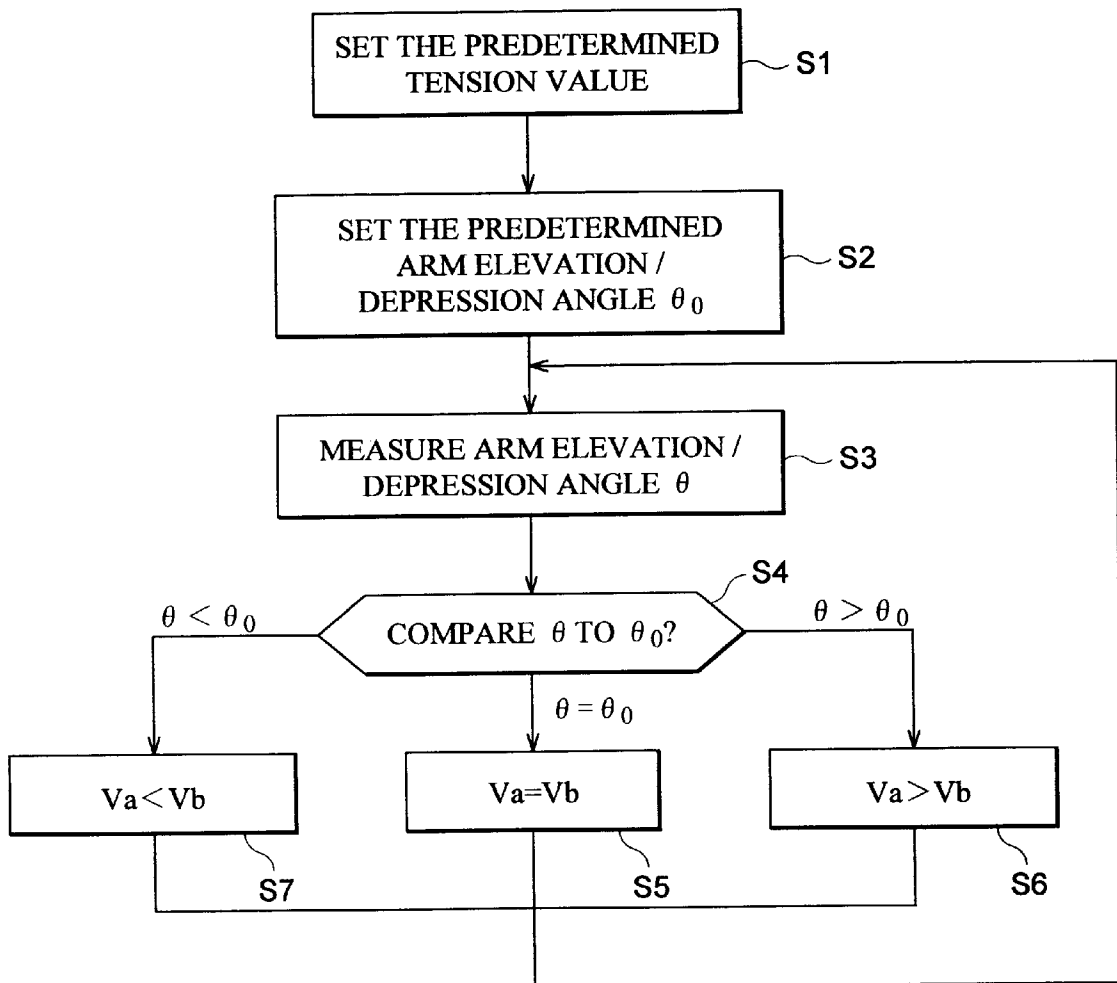 SET THE PREDETERMINED
TENSION VALUE
S1
SET THE PREDETERMINED
ARM ELEVATION /
DEPRESSION ANGLE θ₀
S2
MEASURE ARM ELEVATION /
DEPRESSION ANGLE θ
S3
S4
θ < θ₀
COMPARE θ TO θ₀?
θ > θ₀
θ = θ₀
Va<Vb
Va=Vb
Va>Vb
S7
S5
S6